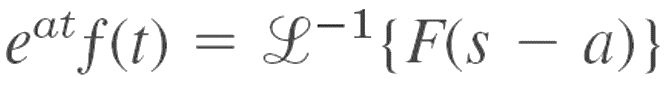 e^{at}f(t) = ℒ^{−1}{F(s − a)}